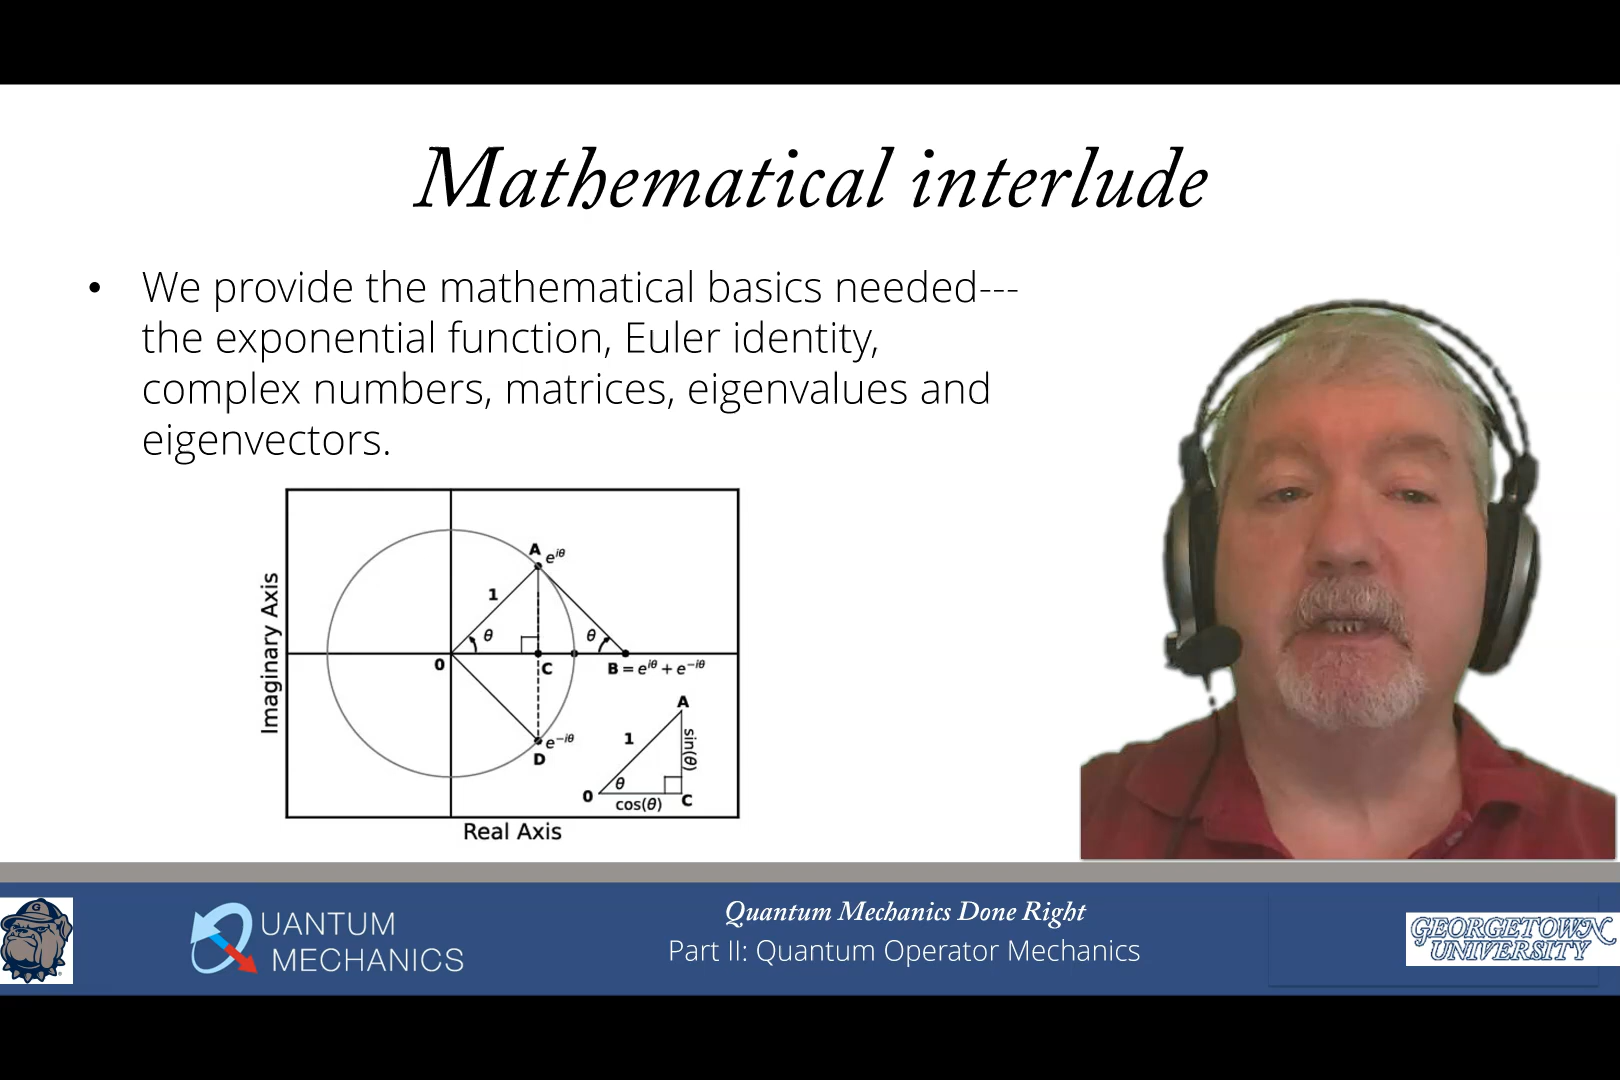 Mathematical interlude
• We provide the mathematical basics needed---
the exponential function, Euler identity,
complex numbers, matrices, eigenvalues and
eigenvectors.
Imaginary Axis
A e^{iθ}
1
θ
θ
0
C
B = e^{iθ} + e^{-iθ}
e^{-iθ}
D
A
1
sin(θ)
θ
0
cos(θ)
C
Real Axis
G
UANTUM
MECHANICS
Quantum Mechanics Done Right
Part II: Quantum Operator Mechanics
GEORGETOWN
UNIVERSITY